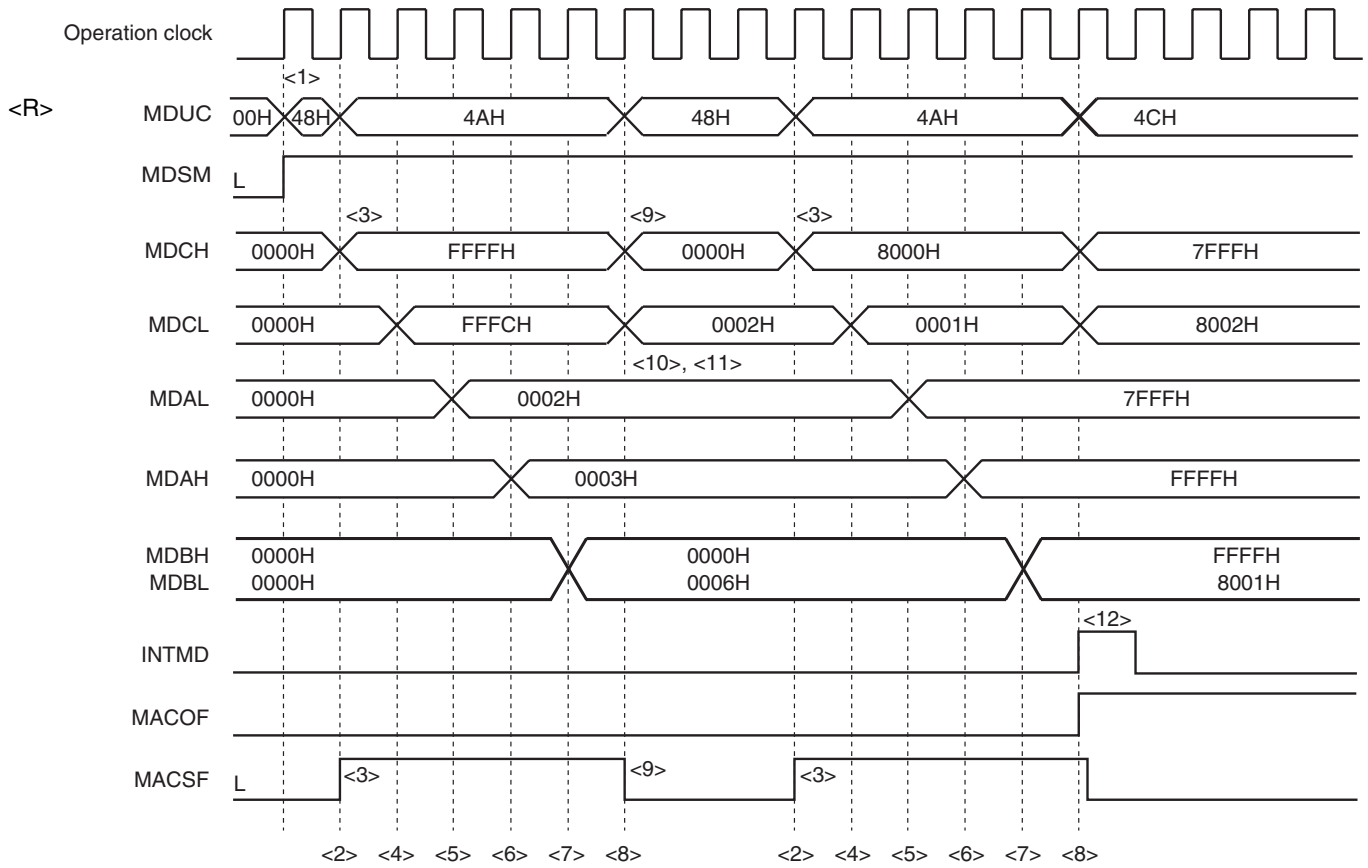 Operation clock
<1>
<R> MDUC 00H 48H 4AH 48H 4AH 4CH
MDSM L
<3> <9> <3>
MDCH 0000H FFFFH 0000H 8000H 7FFFH
MDCL 0000H FFFCH 0002H 0001H 8002H
<10>, <11>
MDAL 0000H 0002H 7FFFH
MDAH 0000H 0003H FFFFH
MDBH 0000H 0000H FFFFH
MDBL 0000H 0006H 8001H
<12>
INTMD
MACOF
MACSF L <3> <9> <3>
<2> <4> <5> <6> <7> <8> <2> <4> <5> <6> <7> <8>